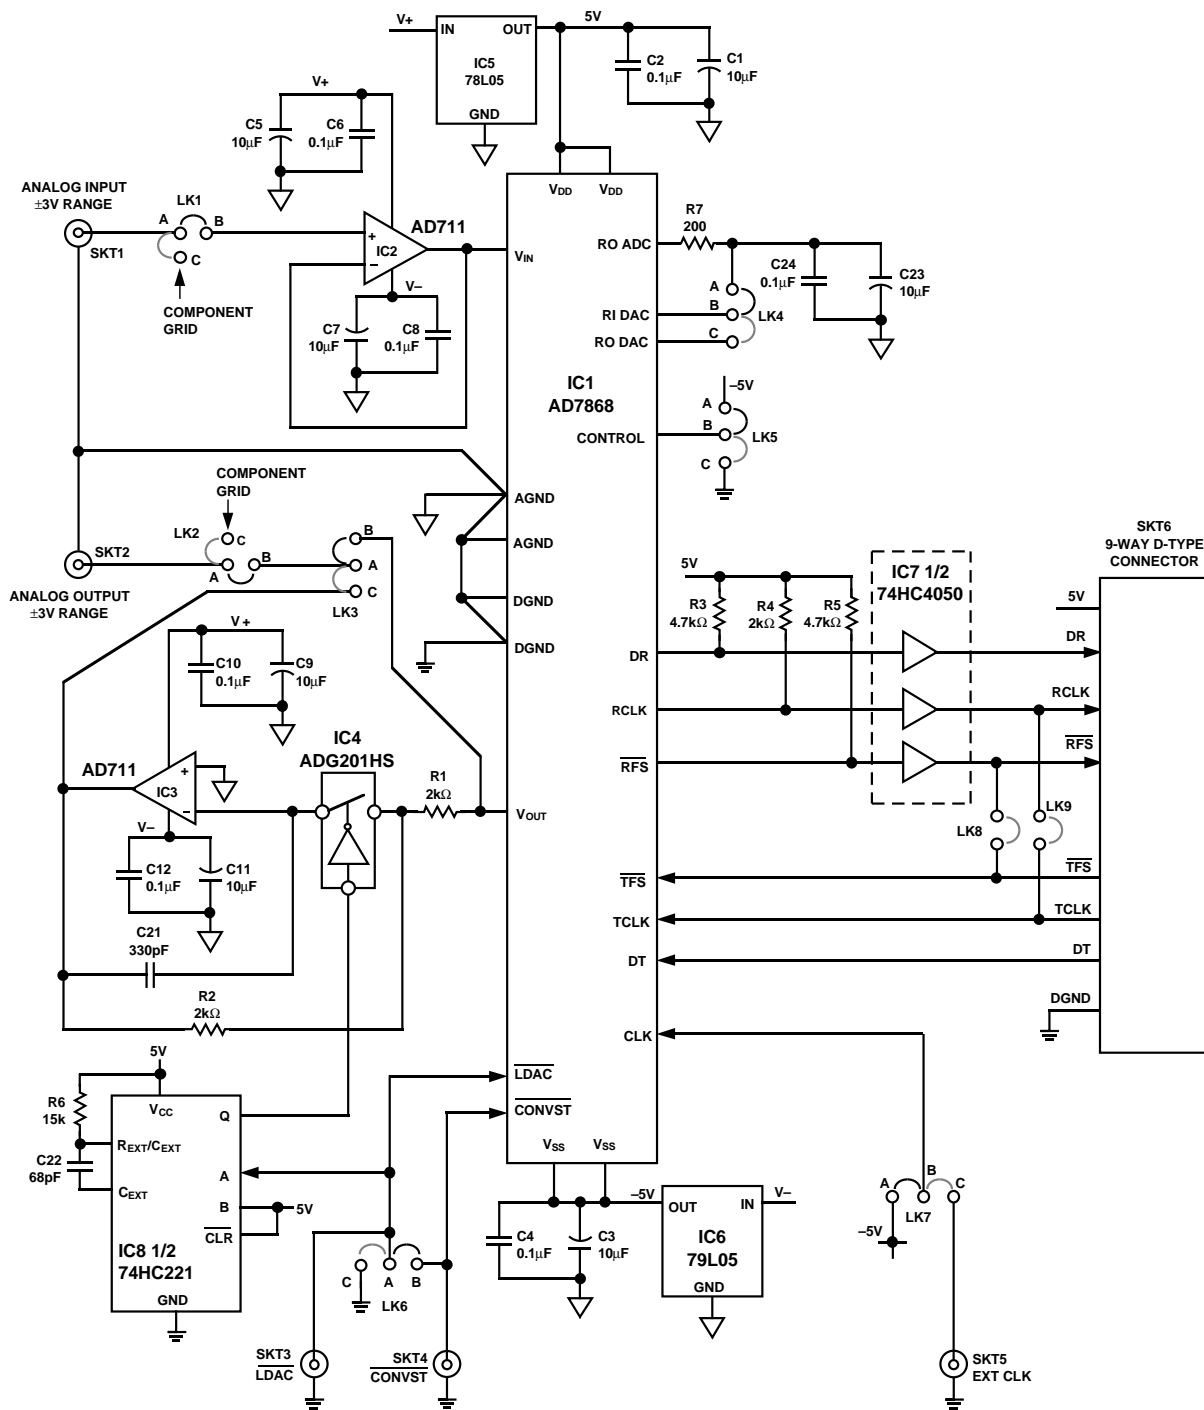 V+
IN
OUT
5V
IC5
78L05
GND
C2
0.1µF
C1
10µF
V+
C5
10µF
C6
0.1µF
VDD
VDD
ANALOG INPUT
±3V RANGE
LK1
A
B
C
SKT1
COMPONENT
GRID
AD711
+
IC2
–
V–
C7
10µF
C8
0.1µF
VIN
RO ADC
R7
200
C24
0.1µF
C23
10µF
A
B
C
LK4
RI DAC
RO DAC
IC1
AD7868
–5V
A
B
C
LK5
CONTROL
COMPONENT
GRID
LK2
C
A
B
B
A
C
LK3
SKT2
ANALOG OUTPUT
±3V RANGE
AGND
AGND
DGND
DGND
SKT6
9-WAY D-TYPE
CONNECTOR
5V
R3
4.7kΩ
R4
2kΩ
R5
4.7kΩ
IC7 1/2
74HC4050
5V
DR
DR
RCLK
RCLK
RFS
RFS
LK8
LK9
TFS
TFS
TCLK
TCLK
DT
DT
DGND
CLK
V+
C10
0.1µF
C9
10µF
AD711
+
IC3
–
V–
C12
0.1µF
C11
10µF
IC4
ADG201HS
R1
2kΩ
VOUT
C21
330pF
R2
2kΩ
5V
R6
15k
VCC
Q
REXT/CEXT
C22
68pF
A
CEXT
B
5V
CLR
IC8 1/2
74HC221
GND
LDAC
CONVST
VSS
VSS
C
A
B
LK6
C4
0.1µF
C3
10µF
–5V
OUT
IN
V–
IC6
79L05
GND
A
B
C
LK7
–5V
SKT3
LDAC
SKT4
CONVST
SKT5
EXT CLK